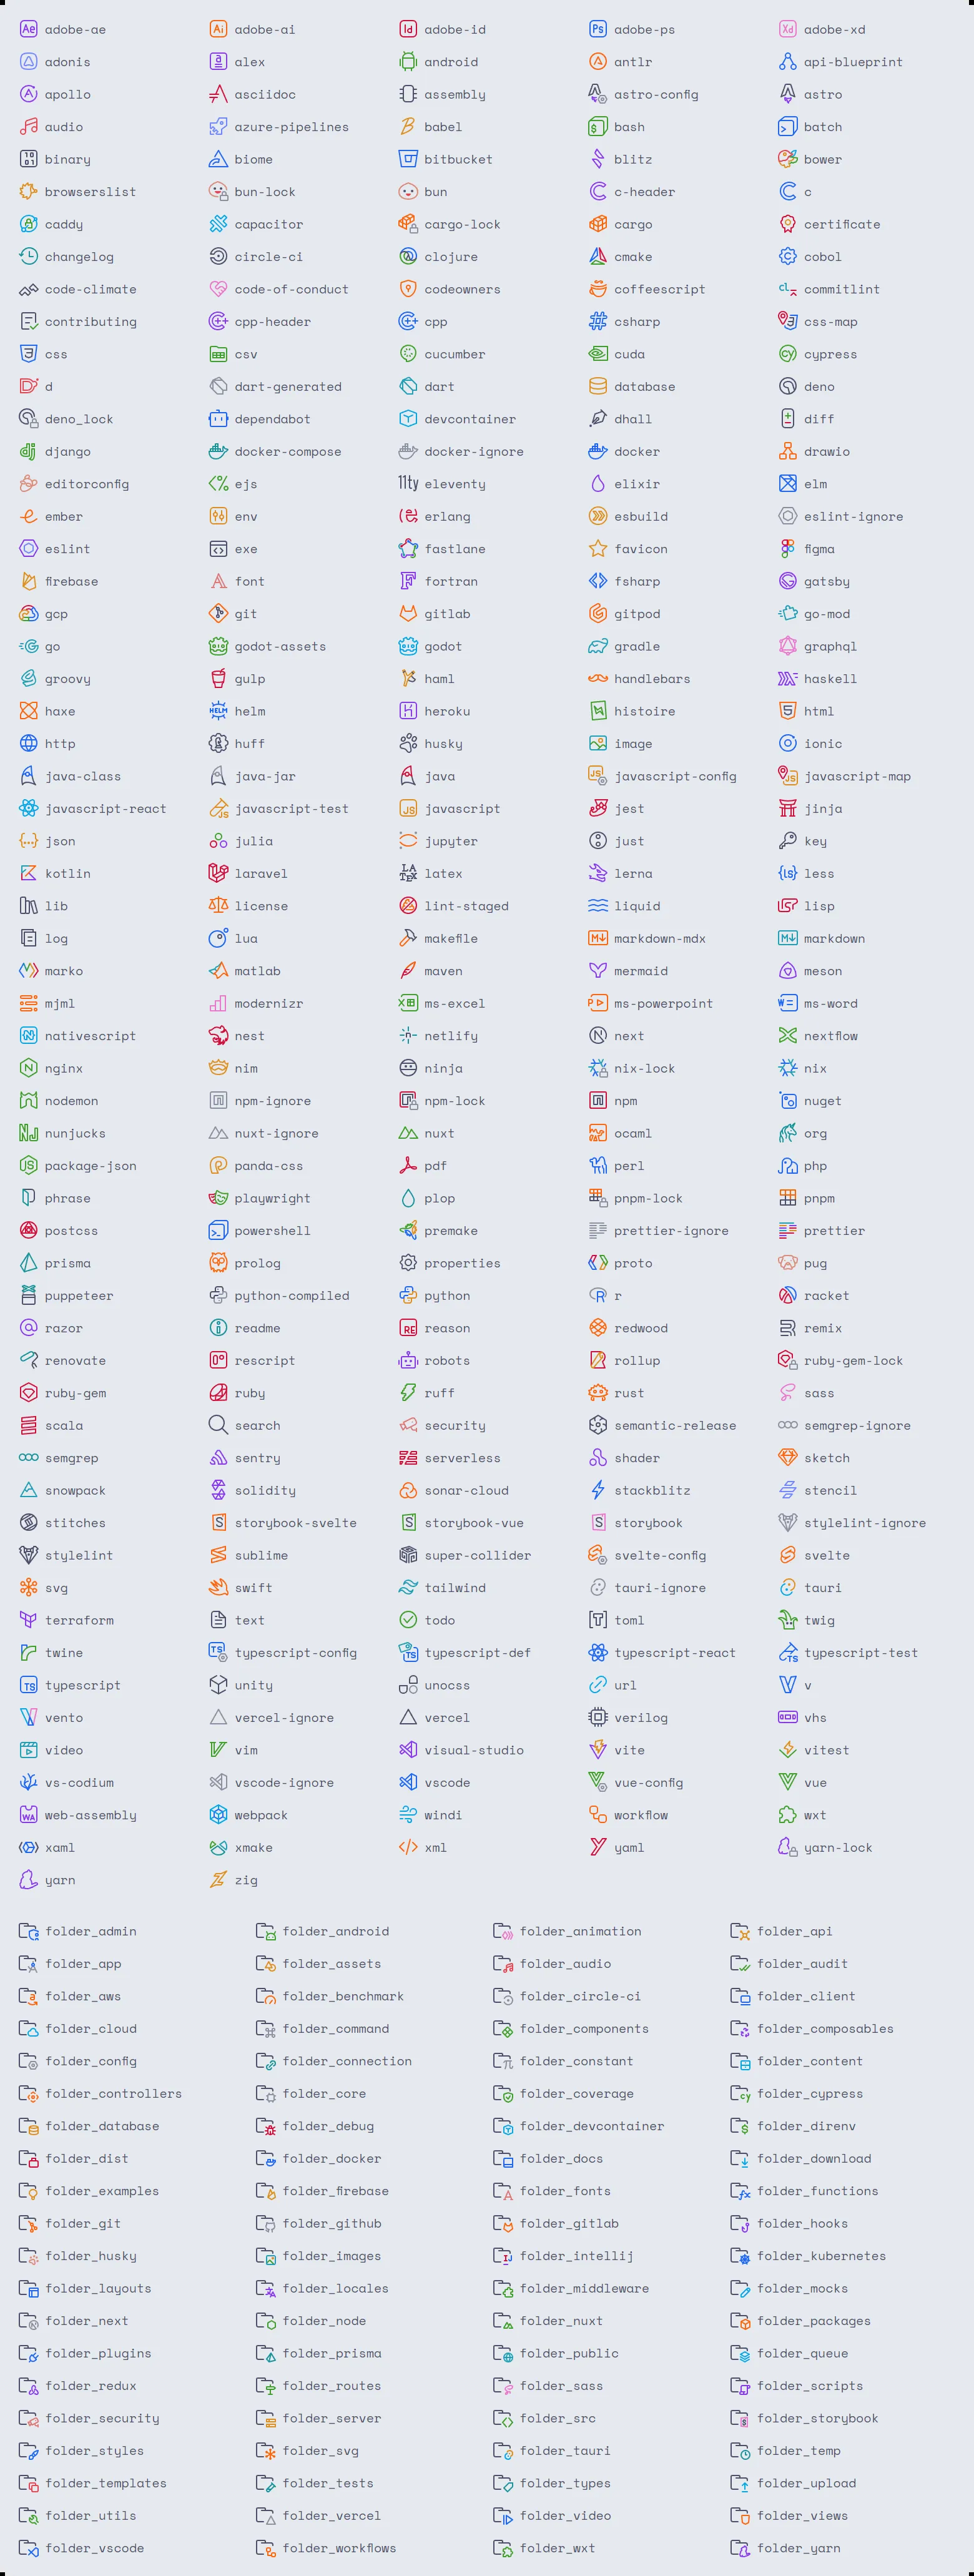 adobe-ae adobe-ai adobe-id adobe-ps adobe-xd
adonis alex android antlr api-blueprint
apollo asciidoc assembly astro-config astro
audio azure-pipelines babel bash batch
binary biome bitbucket blitz bower
browserslist bun-lock bun c-header c
caddy capacitor cargo-lock cargo certificate
changelog circle-ci clojure cmake cobol
code-climate code-of-conduct codeowners coffeescript commitlint
contributing cpp-header cpp csharp css-map
css csv cucumber cuda cypress
d dart-generated dart database deno
deno_lock dependabot devcontainer dhall diff
django docker-compose docker-ignore docker drawio
editorconfig ejs eleventy elixir elm
ember env erlang esbuild eslint-ignore
eslint exe fastlane favicon figma
firebase font fortran fsharp gatsby
gcp git gitlab gitpod go-mod
go godot-assets godot gradle graphql
groovy gulp haml handlebars haskell
haxe helm heroku histoire html
http huff husky image ionic
java-class java-jar java javascript-config javascript-map
javascript-react javascript-test javascript jest jinja
json julia jupyter just key
kotlin laravel latex lerna less
lib license lint-staged liquid lisp
log lua makefile markdown-mdx markdown
marko matlab maven mermaid meson
mjml modernizr ms-excel ms-powerpoint ms-word
nativescript nest netlify next nextflow
nginx nim ninja nix-lock nix
nodemon npm-ignore npm-lock npm nuget
nunjucks nuxt-ignore nuxt ocaml org
package-json panda-css pdf perl php
phrase playwright plop pnpm-lock pnpm
postcss powershell premake prettier-ignore prettier
prisma prolog properties proto pug
puppeteer python-compiled python r racket
razor readme reason redwood remix
renovate rescript robots rollup ruby-gem-lock
ruby-gem ruby ruff rust sass
scala search security semantic-release semgrep-ignore
semgrep sentry serverless shader sketch
snowpack solidity sonar-cloud stackblitz stencil
stitches storybook-svelte storybook-vue storybook stylelint-ignore
stylelint sublime super-collider svelte-config svelte
svg swift tailwind tauri-ignore tauri
terraform text todo toml twig
twine typescript-config typescript-def typescript-react typescript-test
typescript unity unocss url v
vento vercel-ignore vercel verilog vhs
video vim visual-studio vite vitest
vs-codium vscode-ignore vscode vue-config vue
web-assembly webpack windi workflow wxt
xaml xmake xml yaml yarn-lock
yarn zig
folder_admin folder_android folder_animation folder_api
folder_app folder_assets folder_audio folder_audit
folder_aws folder_benchmark folder_circle-ci folder_client
folder_cloud folder_command folder_components folder_composables
folder_config folder_connection folder_constant folder_content
folder_controllers folder_core folder_coverage folder_cypress
folder_database folder_debug folder_devcontainer folder_direnv
folder_dist folder_docker folder_docs folder_download
folder_examples folder_firebase folder_fonts folder_functions
folder_git folder_github folder_gitlab folder_hooks
folder_husky folder_images folder_intellij folder_kubernetes
folder_layouts folder_locales folder_middleware folder_mocks
folder_next folder_node folder_nuxt folder_packages
folder_plugins folder_prisma folder_public folder_queue
folder_redux folder_routes folder_sass folder_scripts
folder_security folder_server folder_src folder_storybook
folder_styles folder_svg folder_tauri folder_temp
folder_templates folder_tests folder_types folder_upload
folder_utils folder_vercel folder_video folder_views
folder_vscode folder_workflows folder_wxt folder_yarn